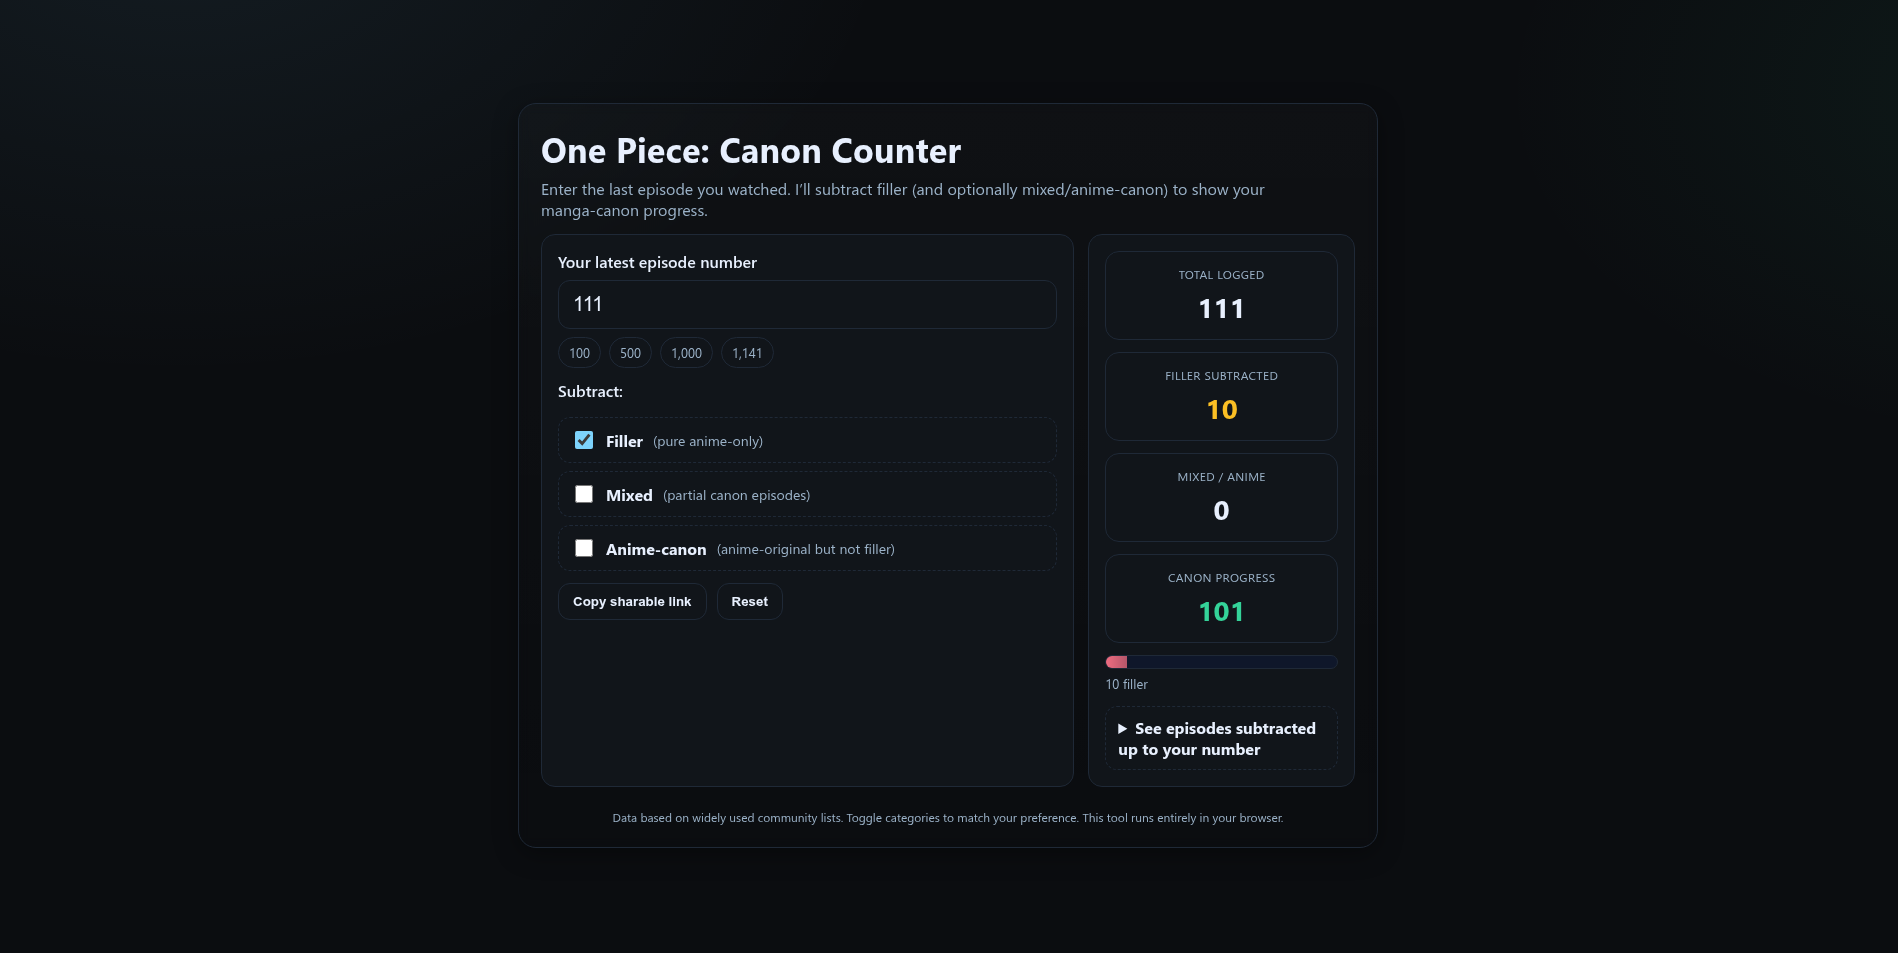 One Piece: Canon Counter
Enter the last episode you watched. I’ll subtract filler (and optionally mixed/anime-canon) to show your
manga-canon progress.
Your latest episode number
111
100 500 1,000 1,141
Subtract:
Filler (pure anime-only)
Mixed (partial canon episodes)
Anime-canon (anime-original but not filler)
Copy sharable link Reset
TOTAL LOGGED
111
FILLER SUBTRACTED
10
MIXED / ANIME
0
CANON PROGRESS
101
10 filler
See episodes subtracted
up to your number
Data based on widely used community lists. Toggle categories to match your preference. This tool runs entirely in your browser.